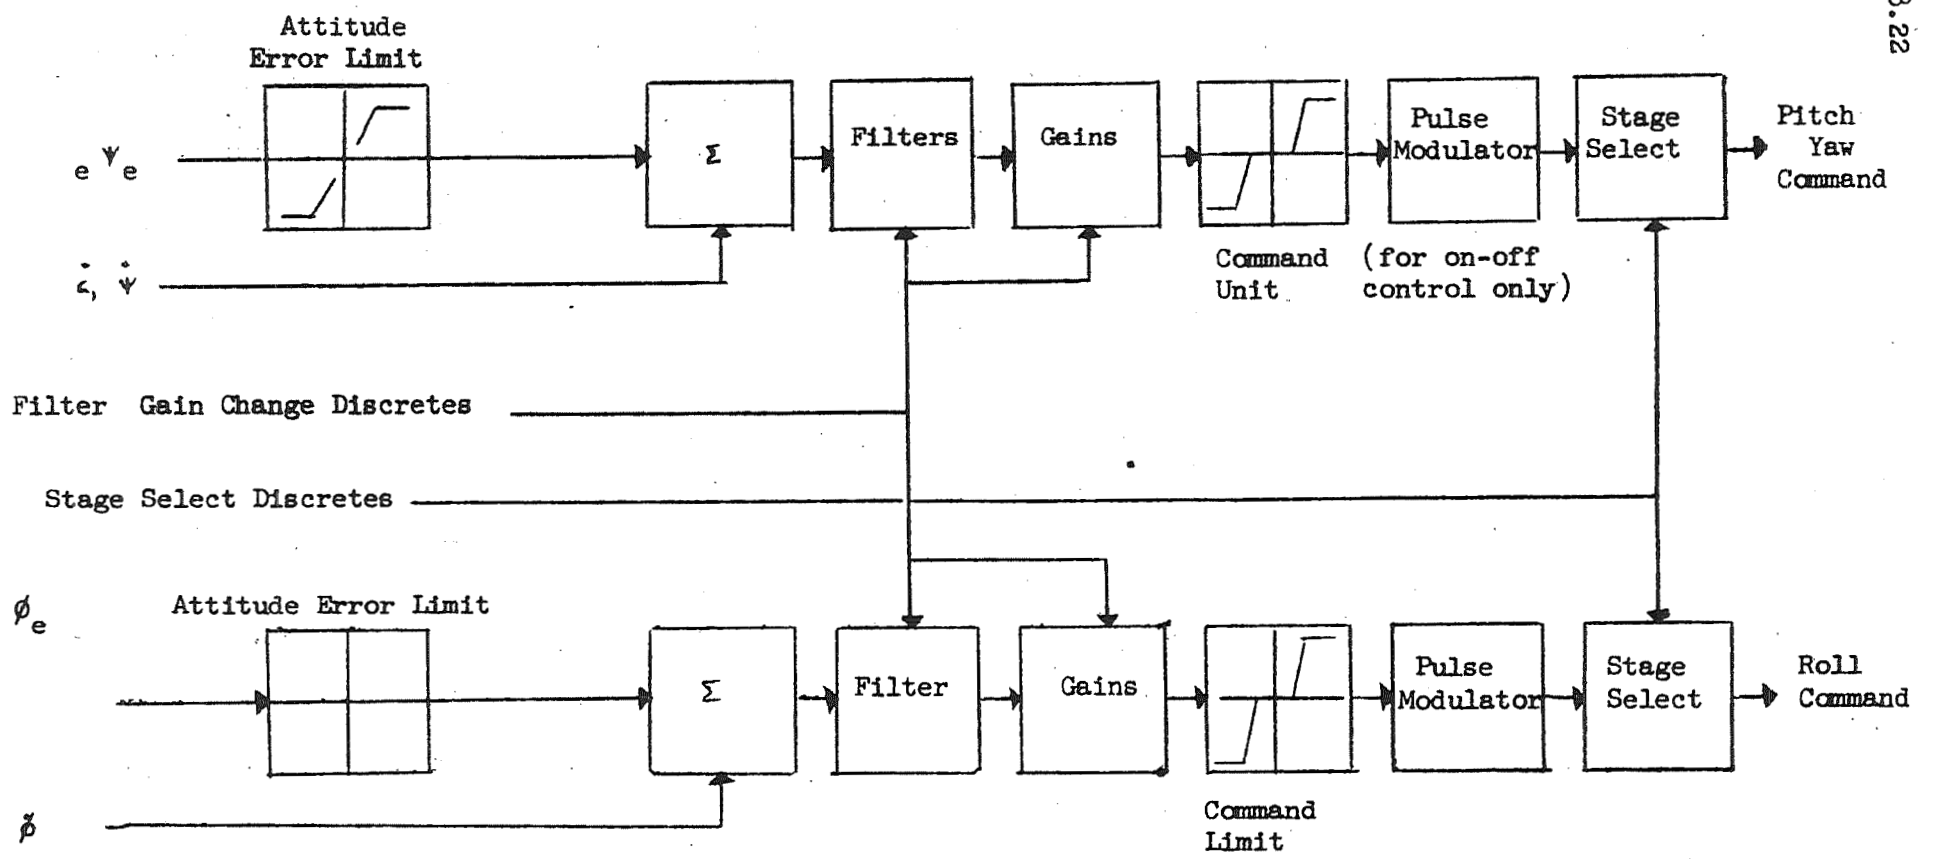 3.22
Attitude
Error Limit
e Ψe
Σ
Filters
Gains
Pulse
Modulator
Stage
Select
Pitch
Yaw
Command
Command
Unit
(for on-off
control only)
Ψ̇
Filter Gain Change Discretes
Stage Select Discretes
φe
Attitude Error Limit
Σ
Filter
Gains
Pulse
Modulator
Stage
Select
Roll
Command
Command
Limit